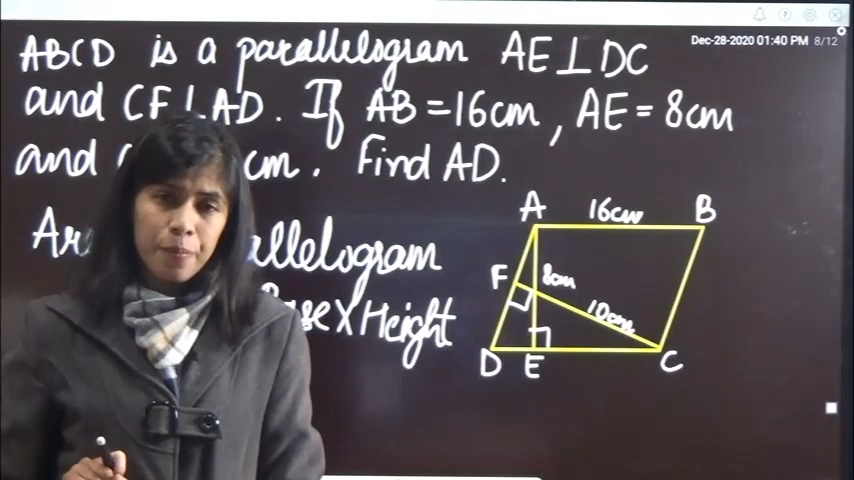 Dec-28-2020 01:40 PM 8/12
ABCD is a parallelogram AE⊥DC
and CF⊥AD. If AB=16cm, AE=8cm
and cm. Find AD.
allelogram
Base X Height
A 16cm B
F 8cm
10cm
D E C